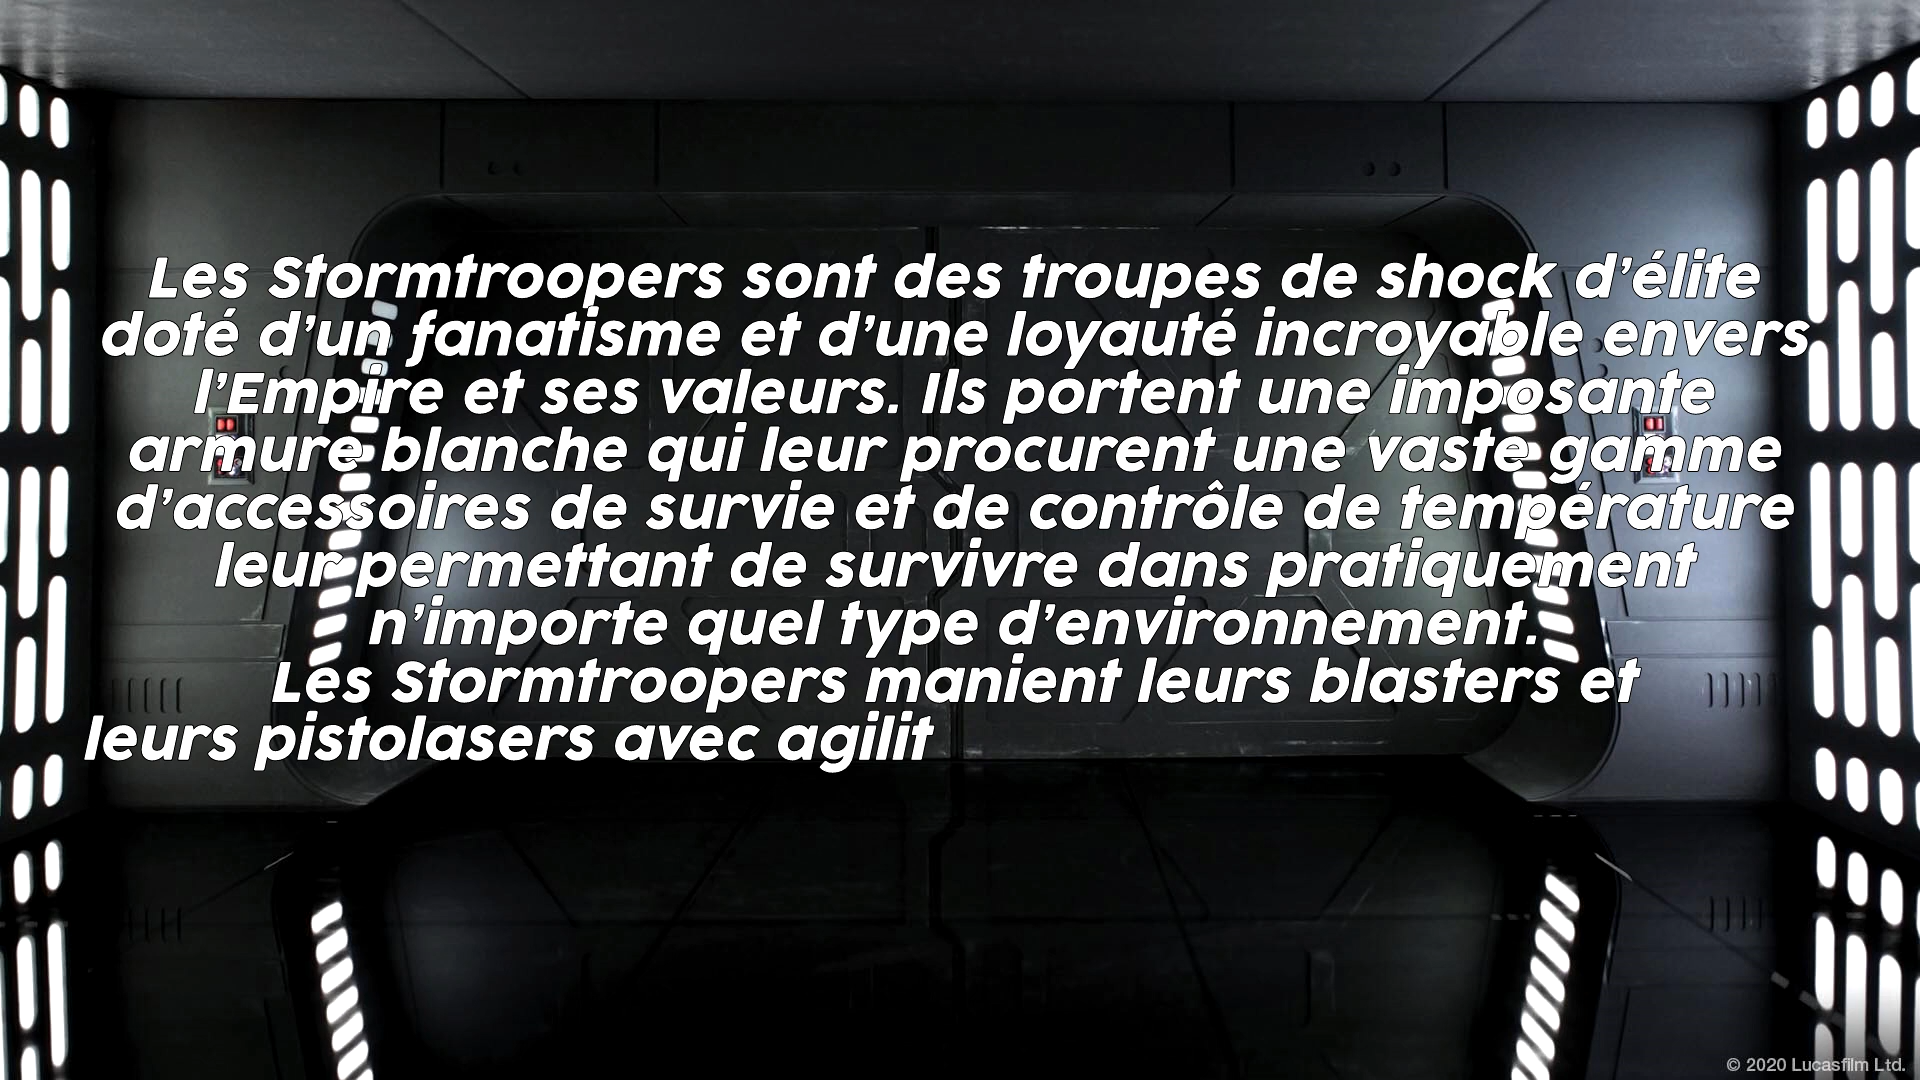 Les Stormtroopers sont des troupes de shock d’élite
doté d’un fanatisme et d’une loyauté incroyable envers
l’Empire et ses valeurs. Ils portent une imposante
armure blanche qui leur procurent une vaste gamme
d’accessoires de survie et de contrôle de température
leur permettant de survivre dans pratiquement
n’importe quel type d’environnement.
Les Stormtroopers manient leurs blasters et
leurs pistolasers avec agilit
© 2020 Lucasfilm Ltd.